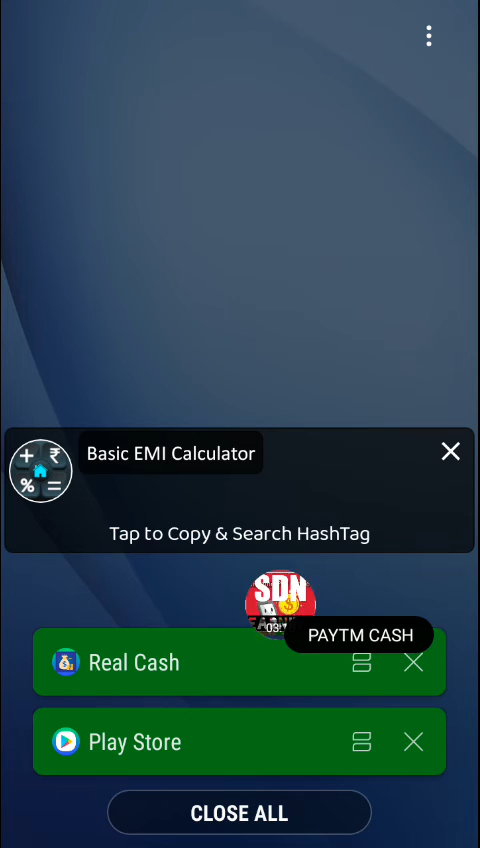 Basic EMI Calculator
Tap to Copy & Search HashTag
SDN
PAYTM CASH
Real Cash
Play Store
CLOSE ALL